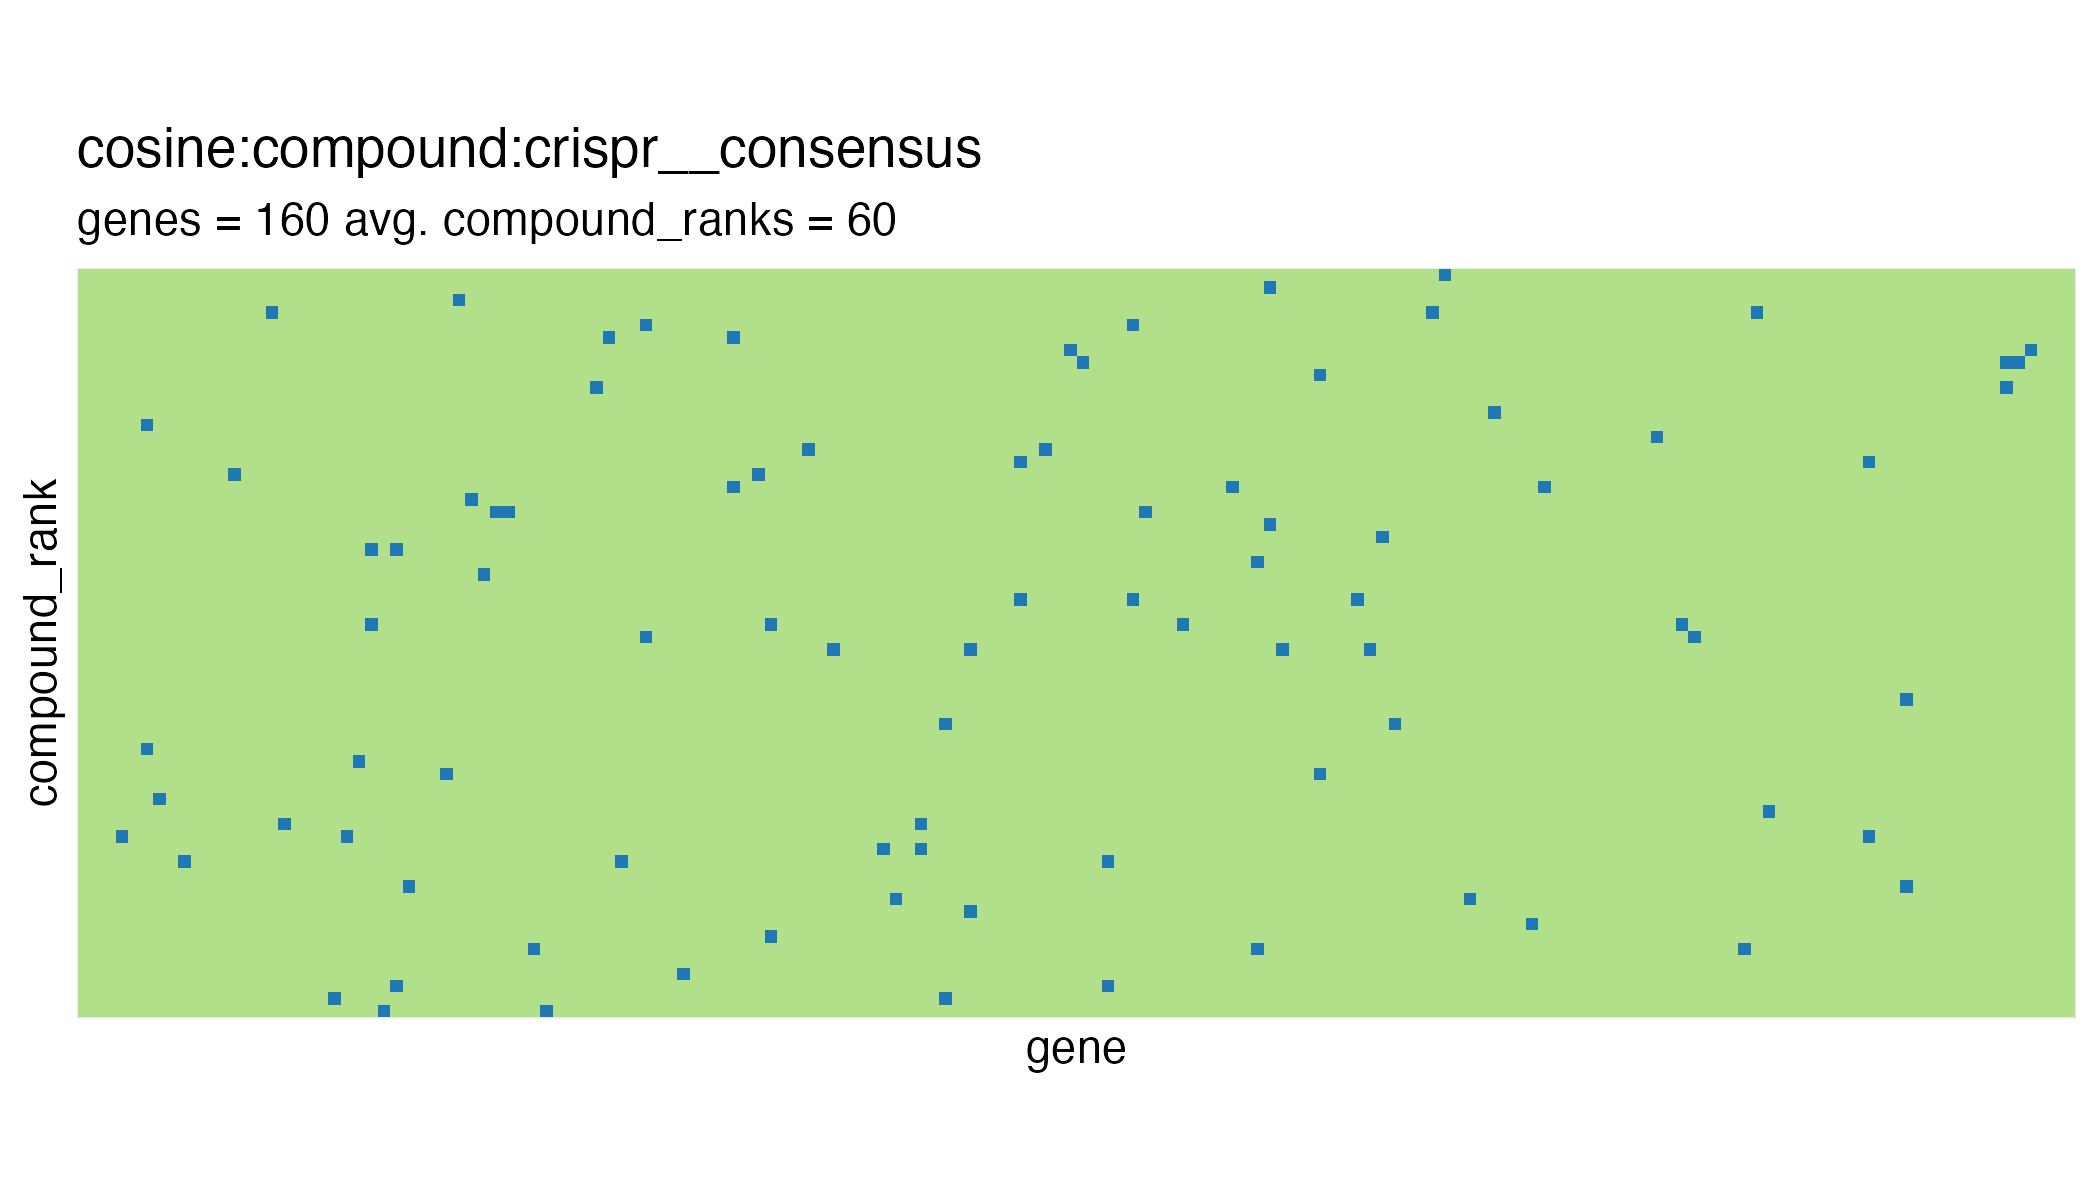 cosine:compound:crispr__consensus
genes = 160 avg. compound_ranks = 60
compound_rank
gene